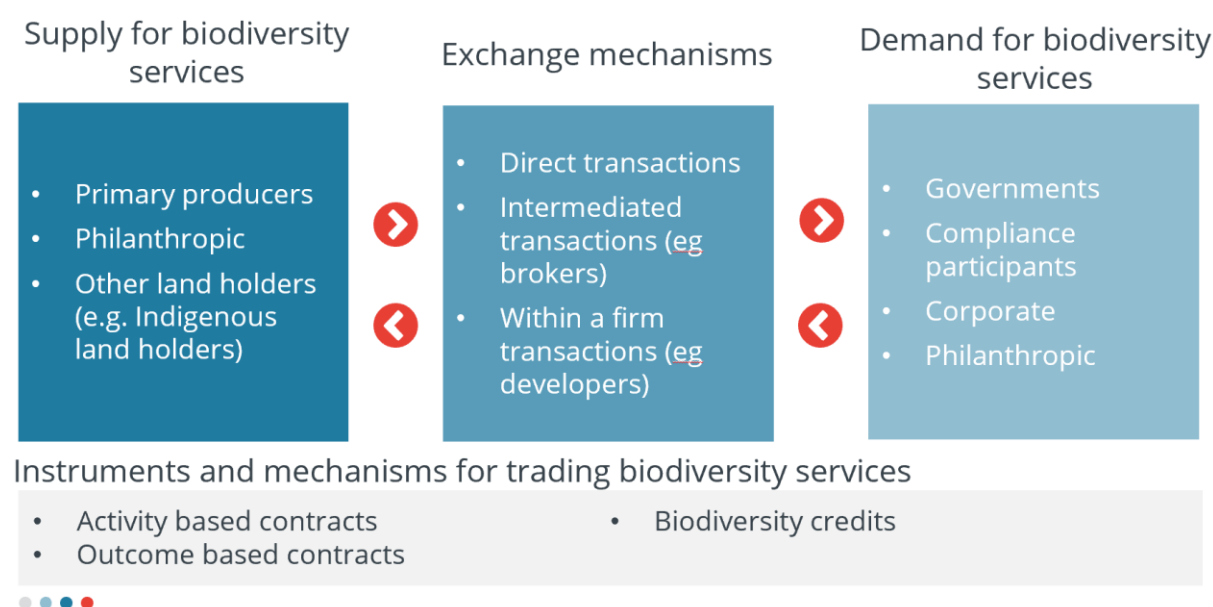 Supply for biodiversity
services
• Primary producers
• Philanthropic
• Other land holders
(e.g. Indigenous
land holders)
Exchange mechanisms
• Direct transactions
• Intermediated
transactions (eg
brokers)
• Within a firm
transactions (eg
developers)
Demand for biodiversity
services
• Governments
• Compliance
participants
• Corporate
• Philanthropic
Instruments and mechanisms for trading biodiversity services
• Activity based contracts
• Outcome based contracts
• Biodiversity credits